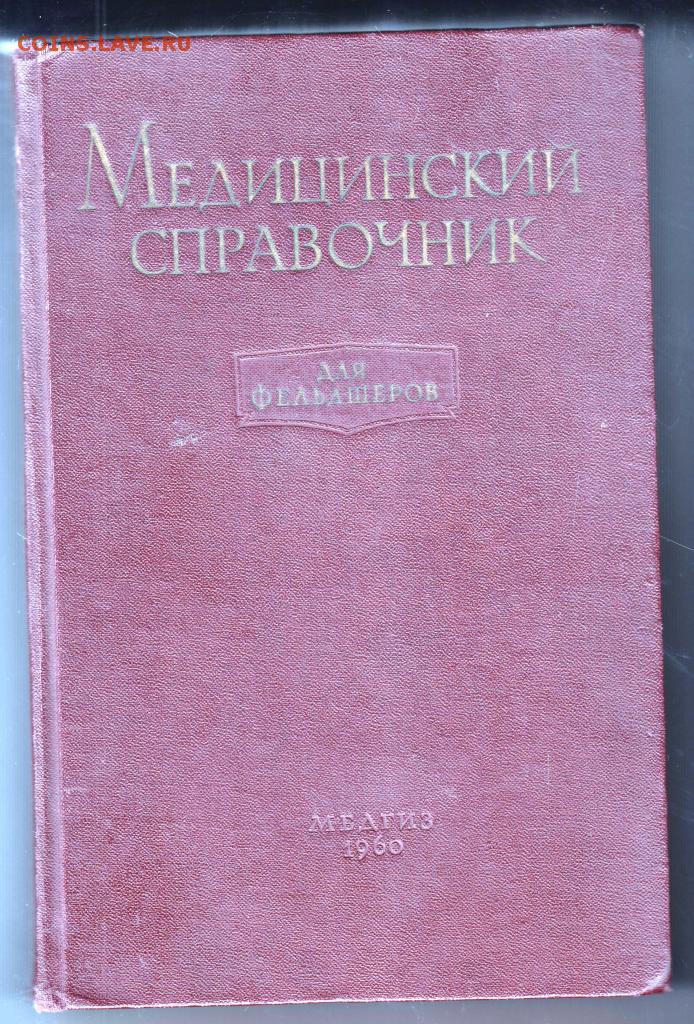 COINS.LAVE.RU
МЕДИЦИНСКИЙ
СПРАВОЧНИК
ДЛЯ
ФЕЛЬДШЕРОВ
МЕДГИЗ
1960